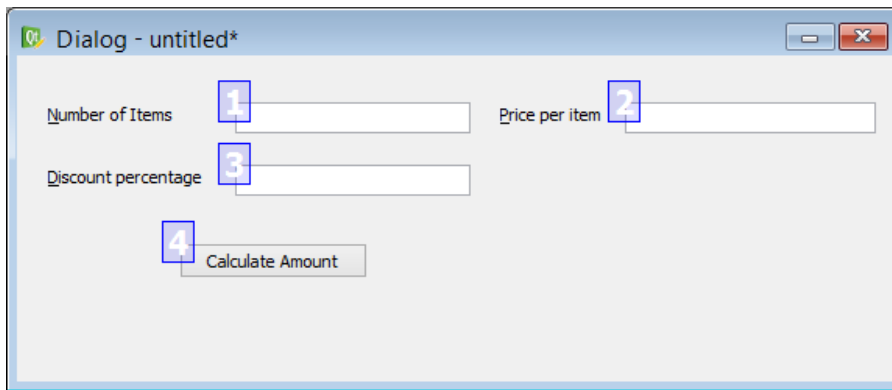 Dialog - untitled*
Number of Items 1 Price per item 2
Discount percentage 3
4 Calculate Amount